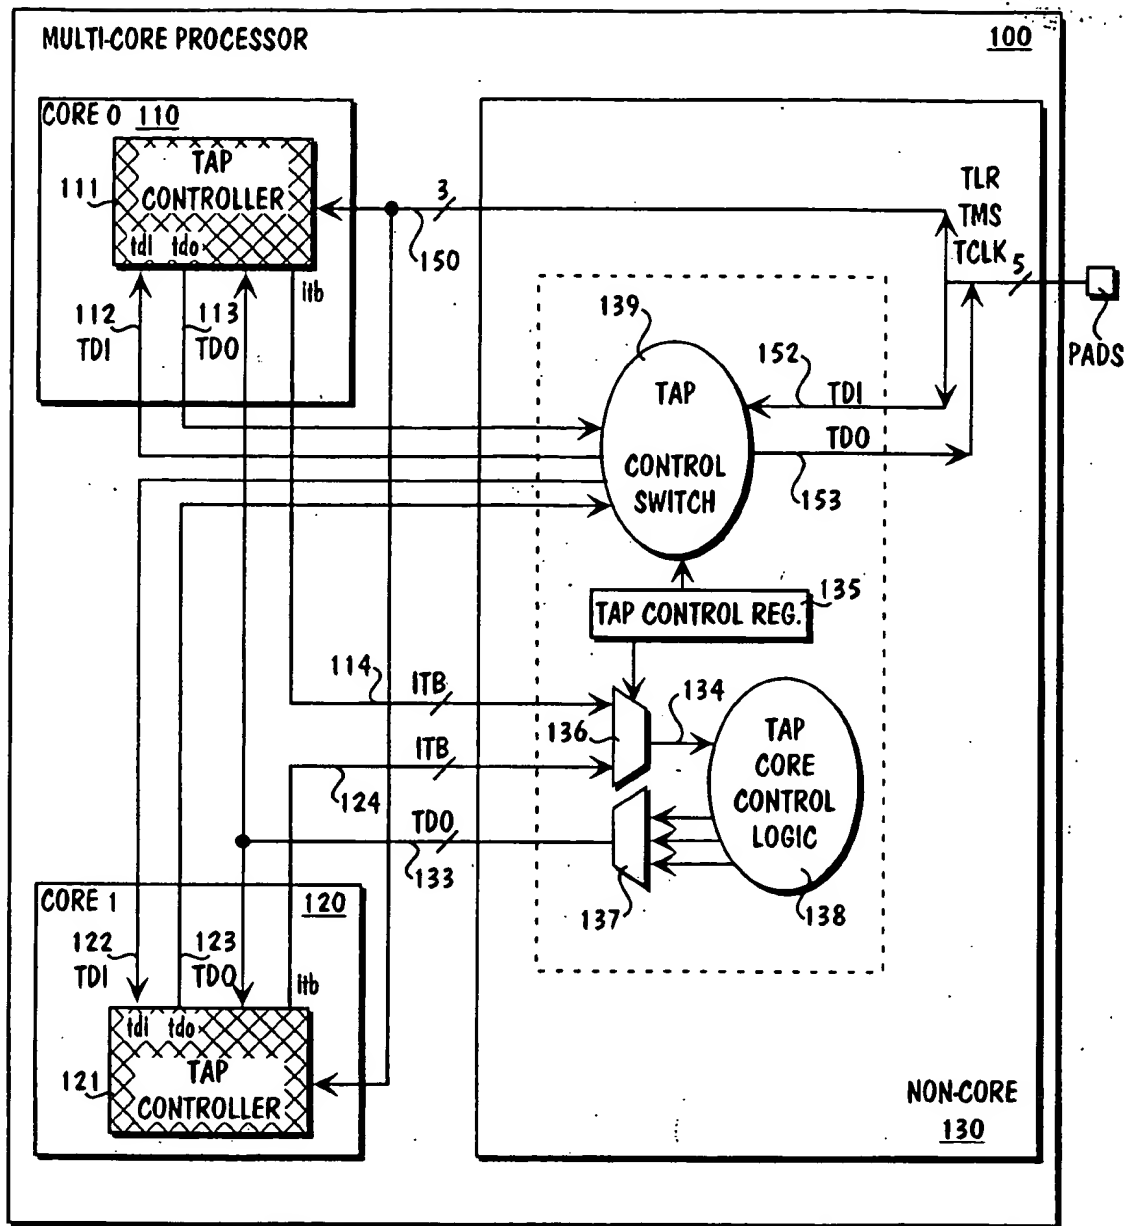 MULTI-CORE PROCESSOR
100
CORE 0 110
TAP
CONTROLLER
111
tdi tdo
itb
3
150
TLR
TMS
TCLK
5
PADS
112
TDI
113
TDO
139
TAP
CONTROL
SWITCH
152
TDI
TDO
153
TAP CONTROL REG.
135
114
ITB
136
134
ITB
124
TAP
CORE
CONTROL
LOGIC
TDO
133
137
138
CORE 1
120
122
TDI
123
TDO
itb
tdi tdo
TAP
CONTROLLER
121
NON-CORE
130